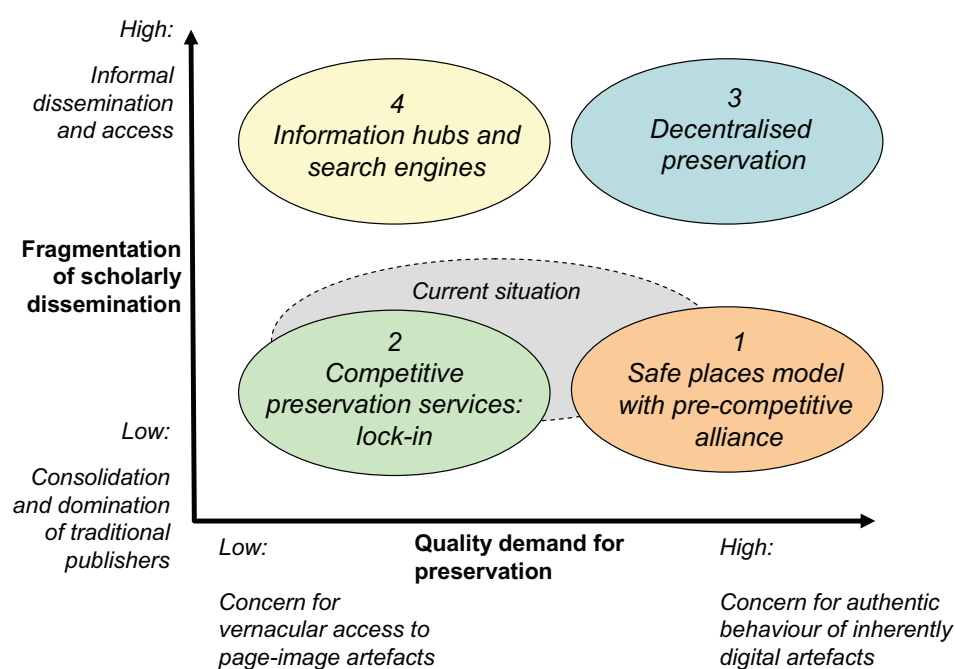 High:
Informal
dissemination
and access
Fragmentation
of scholarly
dissemination
Low:
Consolidation
and domination
of traditional
publishers
4
Information hubs and
search engines
3
Decentralised
preservation
Current situation
2
Competitive
preservation services:
lock-in
1
Safe places model
with pre-competitive
alliance
Low:
Concern for
vernacular access to
page-image artefacts
Quality demand for
preservation
High:
Concern for authentic
behaviour of inherently
digital artefacts